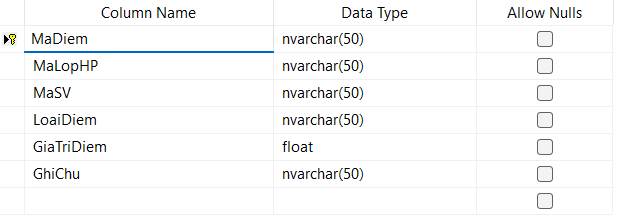 Column Name Data Type Allow Nulls
MaDiem nvarchar(50)
MaLopHP nvarchar(50)
MaSV nvarchar(50)
LoaiDiem nvarchar(50)
GiaTriDiem float
GhiChu nvarchar(50)